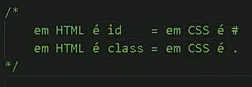 /*
em HTML é id = em CSS é #
em HTML é class = em CSS é .
*/